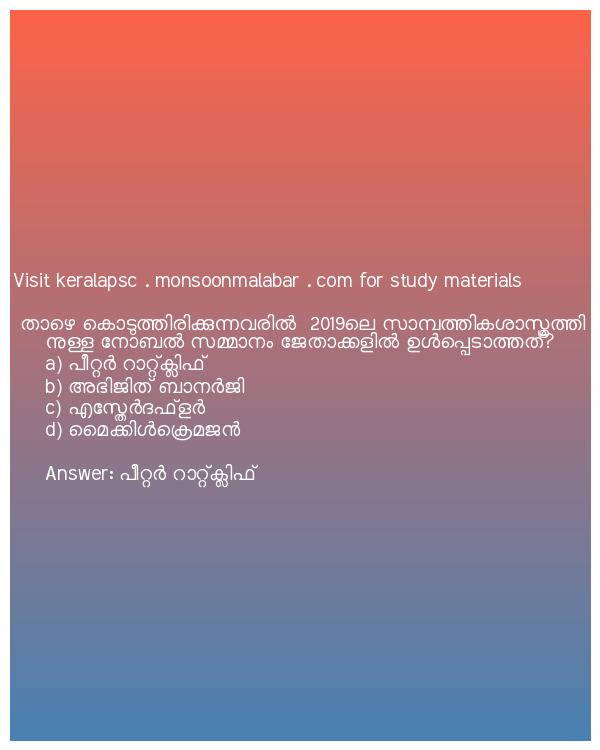 Visit keralapsc . monsoonmalabar . com for study materials
താഴെ കൊടുത്തിരിക്കുന്നവരിൽ 2019ലെ സാമ്പത്തികശാസ്ത്രത്തി
നുള്ള നോബൽ സമ്മാനം ജേതാക്കളിൽ ഉൾപ്പെടാത്തത്?
a) പീറ്റർ റാറ്റ്ക്ലിഫ്
b) അഭിജിത് ബാനർജി
c) എസ്തേർദഫ്ളർ
d) മൈക്കിൾക്രെമജൻ
Answer: പീറ്റർ റാറ്റ്ക്ലിഫ്